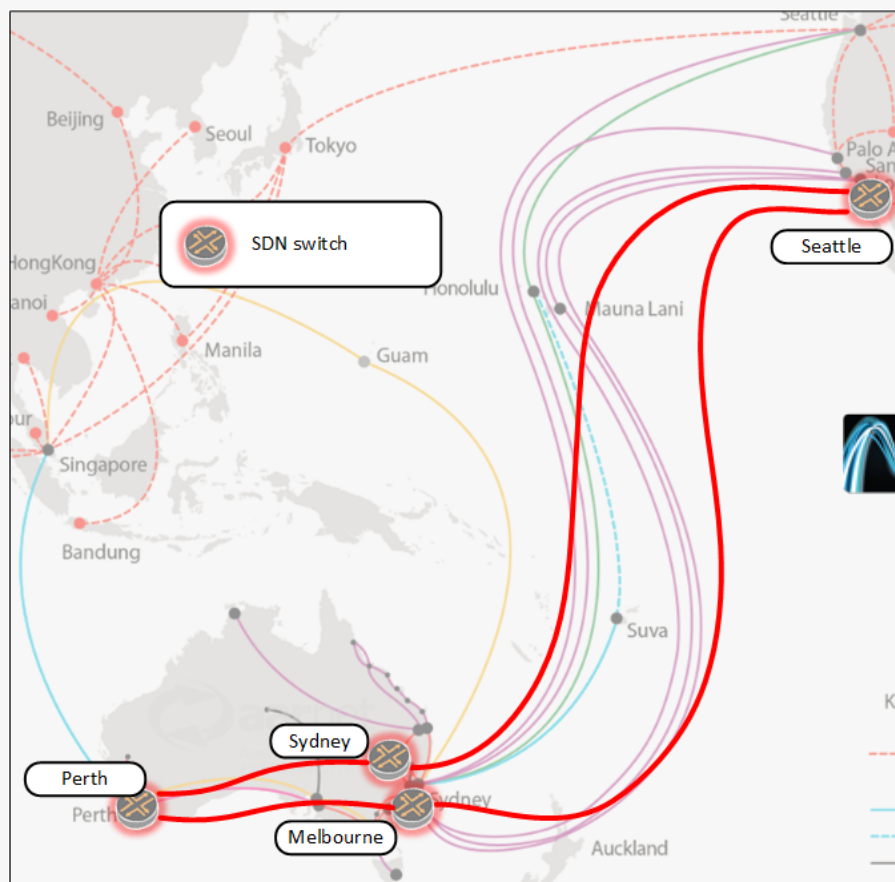 Seattle
Beijing
Seoul
Tokyo
Palo A
San
SDN switch
Seattle
HongKong
Honolulu
Mauna Lani
anoi
Manila
Guam
our
Singapore
Bandung
Suva
K
Sydney
Perth
Sydney
Perth
Melbourne
Auckland